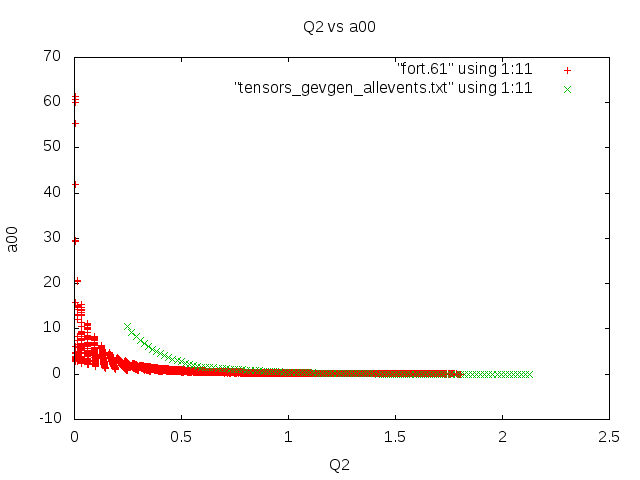 Q2 vs a00
"fort.61" using 1:11
"tensors_gevgen_allevents.txt" using 1:11
70
60
50
40
30
20
10
0
-10
a00
0 0.5 1 1.5 2 2.5
Q2